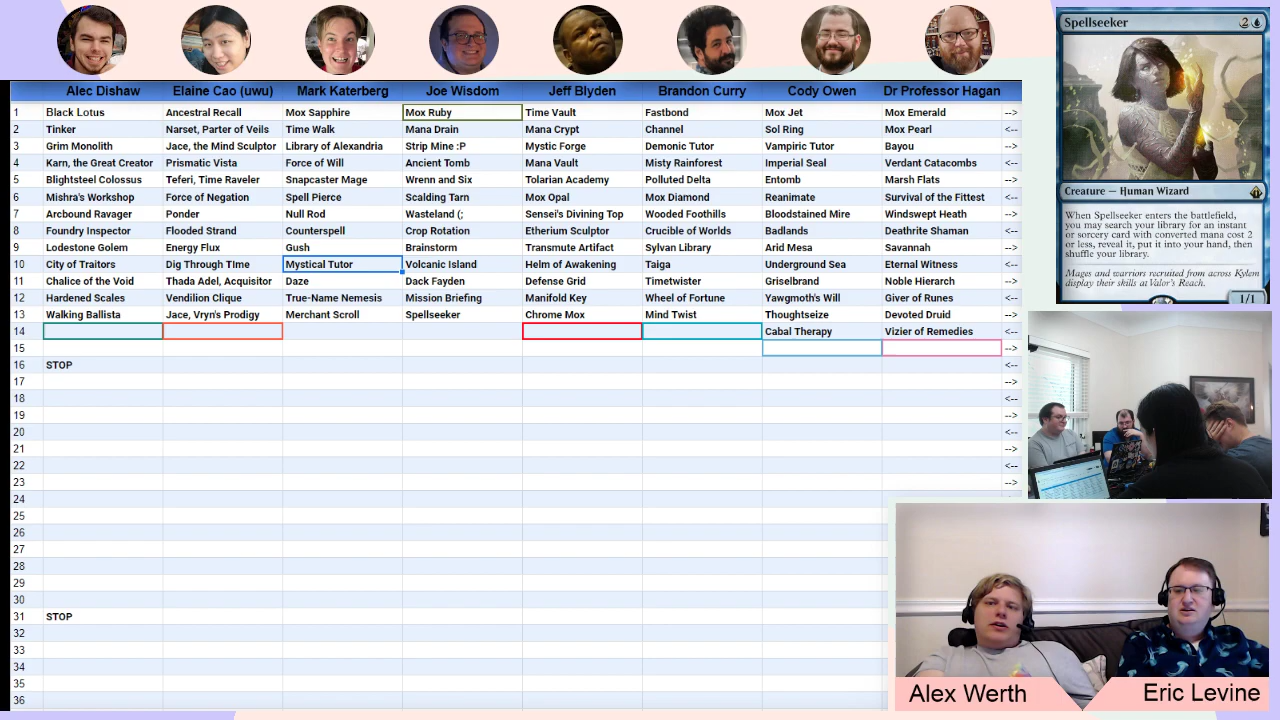 Alec Dishaw Elaine Cao (uwu) Mark Katerberg Joe Wisdom Jeff Blyden Brandon Curry Cody Owen Dr Professor Hagan
1 Black Lotus Ancestral Recall Mox Sapphire Mox Ruby Time Vault Fastbond Mox Jet Mox Emerald -->
2 Tinker Narset, Parter of Veils Time Walk Mana Drain Mana Crypt Channel Sol Ring Mox Pearl <--
3 Grim Monolith Jace, the Mind Sculptor Library of Alexandria Strip Mine :P Mystic Forge Demonic Tutor Vampiric Tutor Bayou -->
4 Karn, the Great Creator Prismatic Vista Force of Will Ancient Tomb Mana Vault Misty Rainforest Imperial Seal Verdant Catacombs <--
5 Blightsteel Colossus Teferi, Time Raveler Snapcaster Mage Wrenn and Six Tolarian Academy Polluted Delta Entomb Marsh Flats -->
6 Mishra's Workshop Force of Negation Spell Pierce Scalding Tarn Mox Opal Mox Diamond Reanimate Survival of the Fittest <--
7 Arcbound Ravager Ponder Null Rod Wasteland (; Sensei's Divining Top Wooded Foothills Bloodstained Mire Windswept Heath -->
8 Foundry Inspector Flooded Strand Counterspell Crop Rotation Etherium Sculptor Crucible of Worlds Badlands Deathrite Shaman <--
9 Lodestone Golem Energy Flux Gush Brainstorm Transmute Artifact Sylvan Library Arid Mesa Savannah -->
10 City of Traitors Dig Through TIme Mystical Tutor Volcanic Island Helm of Awakening Taiga Underground Sea Eternal Witness <--
11 Chalice of the Void Thada Adel, Acquisitor Daze Dack Fayden Defense Grid Timetwister Griselbrand Noble Hierarch -->
12 Hardened Scales Vendilion Clique True-Name Nemesis Mission Briefing Manifold Key Wheel of Fortune Yawgmoth's Will Giver of Runes <--
13 Walking Ballista Jace, Vryn's Prodigy Merchant Scroll Spellseeker Chrome Mox Mind Twist Thoughtseize Devoted Druid -->
14 Cabal Therapy Vizier of Remedies <--
15 -->
16 STOP <--
17 -->
18 <--
19 -->
20 <--
21 -->
22 <--
23 -->
24
25
26
27
28
29
30
31 STOP
32
33
34
35
36
Spellseeker 2
Creature — Human Wizard
When Spellseeker enters the battlefield,
you may search your library for an instant
or sorcery card with converted mana cost 2
or less, reveal it, put it into your hand, then
shuffle your library.
Mages and warriors recruited from across Kylem
display their skills at Valor's Reach.
1/1
Alex Werth
Eric Levine